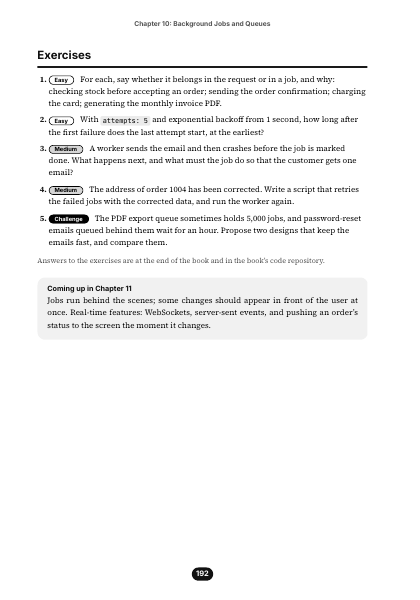 Chapter 10: Background Jobs and Queues
Exercises
1. Easy For each, say whether it belongs in the request or in a job, and why:
checking stock before accepting an order; sending the order confirmation; charging
the card; generating the monthly invoice PDF.
2. Easy With attempts: 5 and exponential backoff from 1 second, how long after
the first failure does the last attempt start, at the earliest?
3. Medium A worker sends the email and then crashes before the job is marked
done. What happens next, and what must the job do so that the customer gets one
email?
4. Medium The address of order 1004 has been corrected. Write a script that retries
the failed jobs with the corrected data, and run the worker again.
5. Challenge The PDF export queue sometimes holds 5,000 jobs, and password-reset
emails queued behind them wait for an hour. Propose two designs that keep the
emails fast, and compare them.
Answers to the exercises are at the end of the book and in the book's code repository.
Coming up in Chapter 11
Jobs run behind the scenes; some changes should appear in front of the user at
once. Real-time features: WebSockets, server-sent events, and pushing an order's
status to the screen the moment it changes.
192